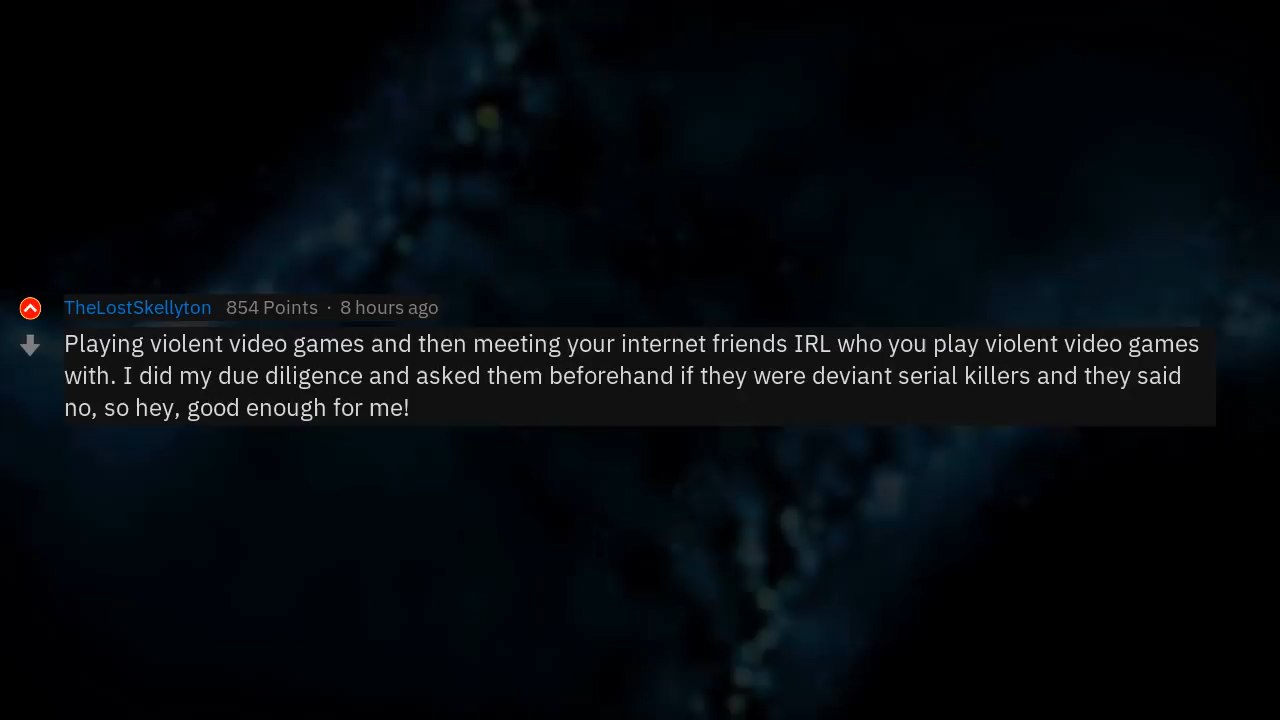 TheLostSkellyton 854 Points · 8 hours ago
Playing violent video games and then meeting your internet friends IRL who you play violent video games
with. I did my due diligence and asked them beforehand if they were deviant serial killers and they said
no, so hey, good enough for me!